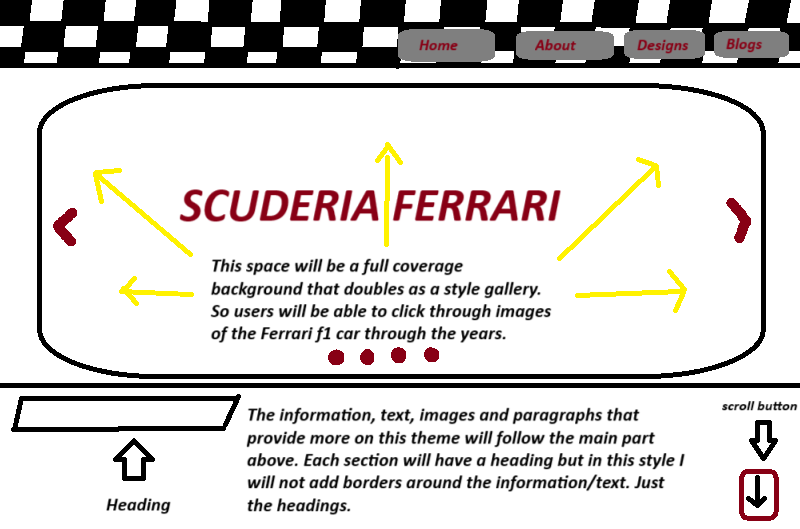 Home About Designs Blogs
SCUDERIA FERRARI
This space will be a full coverage
background that doubles as a style gallery.
So users will be able to click through images
of the Ferrari f1 car through the years.
The information, text, images and paragraphs that
provide more on this theme will follow the main part
above. Each section will have a heading but in this style I
will not add borders around the information/text. Just
the headings.
Heading
scroll button